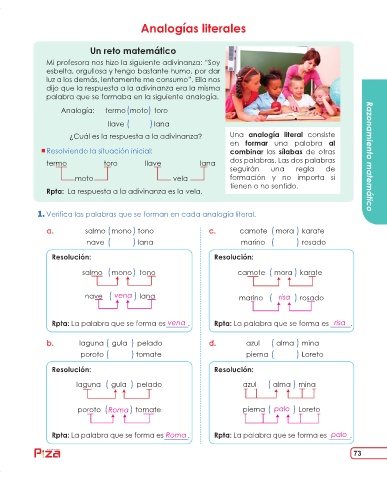 Analogías literales
Un reto matemático
Mi profesora nos hizo la siguiente adivinanza: "Soy
esbelta, orgullosa y tengo bastante humo, por dar
luz a los demás, lentamente me consumo". Ella nos
dijo que la respuesta a la adivinanza era la misma
palabra que se formaba en la siguiente analogía.
Analogía: termo (moto) toro
llave ( ) lana
¿Cuál es la respuesta a la adivinanza?
Resolviendo la situación inicial:
termo toro llave lana
moto vela
Rpta: La respuesta a la adivinanza es la vela.
Una analogía literal consiste
en formar una palabra al
combinar las sílabas de otras
dos palabras. Las dos palabras
seguirán una regla de
formación y no importa si
tienen o no sentido.
Razonamiento matemático
1. Verifica las palabras que se forman en cada analogía literal.
a. salmo (mono) tono
nave ( ) lana
Resolución:
salmo (mono) tono
nave (vena) lana
Rpta: La palabra que se forma es vena.
c. camote (mora) karate
marino ( ) rosado
Resolución:
camote (mora) karate
marino (risa) rosado
Rpta: La palabra que se forma es risa.
b. laguna (gula) pelado
poroto ( ) tomate
Resolución:
laguna (gula) pelado
poroto (Roma) tomate
Rpta: La palabra que se forma es Roma.
d. azul (alma) mina
pierna ( ) Loreto
Resolución:
azul (alma) mina
pierna (palo) Loreto
Rpta: La palabra que se forma es palo.
Piza
73